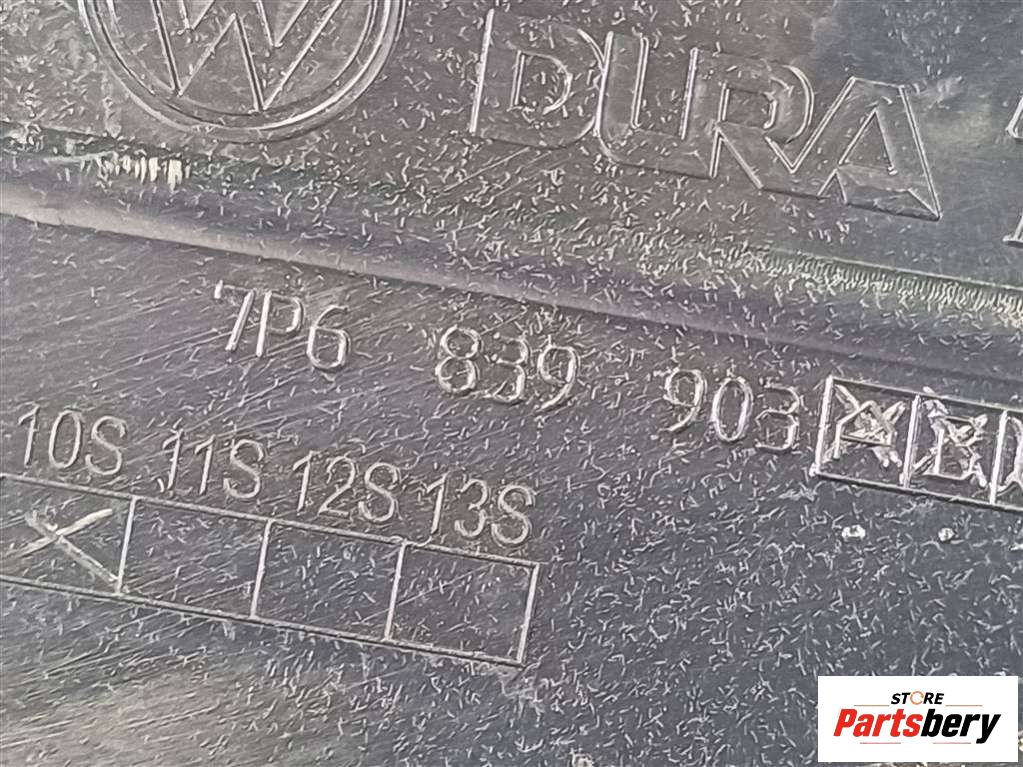 DURA
7P6 839 903
10S 11S 12S 13S
STORE
Partsbery